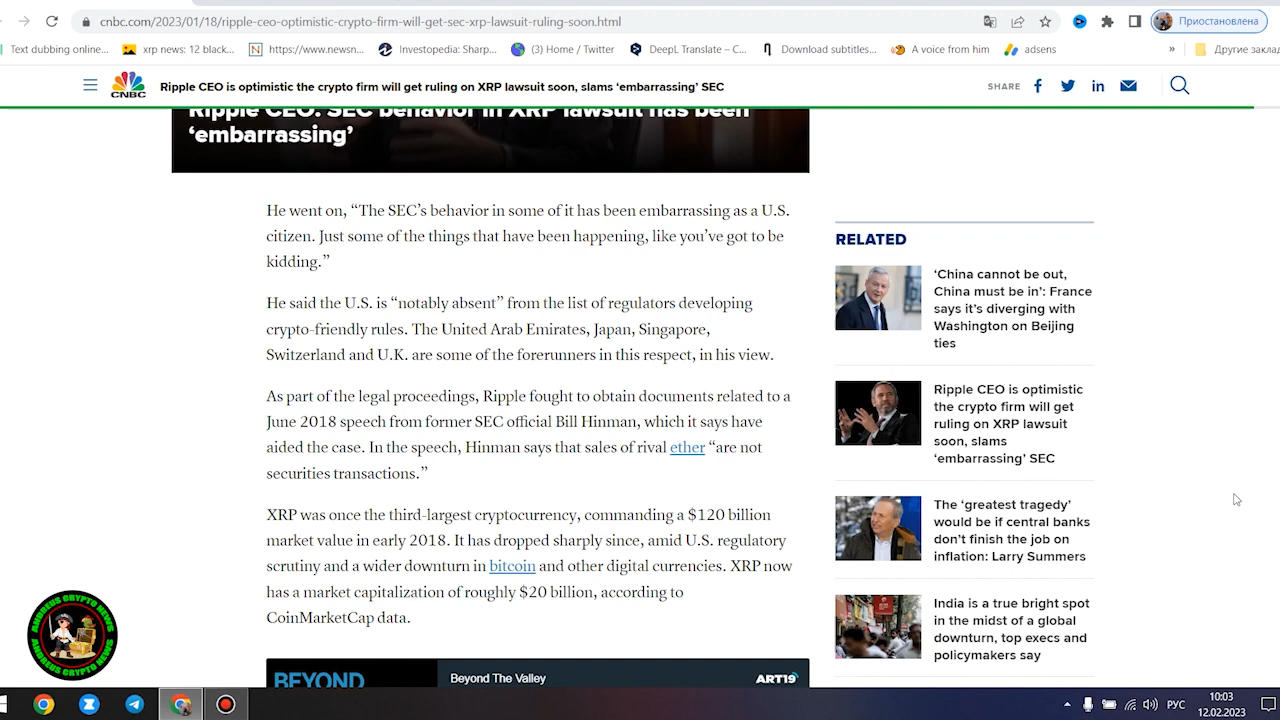 cnbc.com/2023/01/18/ripple-ceo-optimistic-crypto-firm-will-get-sec-xrp-lawsuit-ruling-soon.html
Приостановлена
Text dubbing online...
xrp news: 12 black...
https://www.newsn...
Investopedia: Sharp...
(3) Home / Twitter
DeepL Translate – C...
Download subtitles...
A voice from him
adsens
»
Другие заклад
CNBC
Ripple CEO is optimistic the crypto firm will get ruling on XRP lawsuit soon, slams ‘embarrassing’ SEC
SHARE
Ripple CEO: SEC behavior in XRP lawsuit has been
‘embarrassing’
He went on, “The SEC’s behavior in some of it has been embarrassing as a U.S.
citizen. Just some of the things that have been happening, like you’ve got to be
kidding.”
He said the U.S. is “notably absent” from the list of regulators developing
crypto-friendly rules. The United Arab Emirates, Japan, Singapore,
Switzerland and U.K. are some of the forerunners in this respect, in his view.
As part of the legal proceedings, Ripple fought to obtain documents related to a
June 2018 speech from former SEC official Bill Hinman, which it says have
aided the case. In the speech, Hinman says that sales of rival ether “are not
securities transactions.”
XRP was once the third-largest cryptocurrency, commanding a $120 billion
market value in early 2018. It has dropped sharply since, amid U.S. regulatory
scrutiny and a wider downturn in bitcoin and other digital currencies. XRP now
has a market capitalization of roughly $20 billion, according to
CoinMarketCap data.
BEYOND
Beyond The Valley
ART19
RELATED
‘China cannot be out,
China must be in’: France
says it’s diverging with
Washington on Beijing
ties
Ripple CEO is optimistic
the crypto firm will get
ruling on XRP lawsuit
soon, slams
‘embarrassing’ SEC
The ‘greatest tragedy’
would be if central banks
don’t finish the job on
inflation: Larry Summers
India is a true bright spot
in the midst of a global
downturn, top execs and
policymakers say
ANDREUS CRYPTO NEWS
ANDREUS CRYPTO NEWS
РУС
10:03
12.02.2023